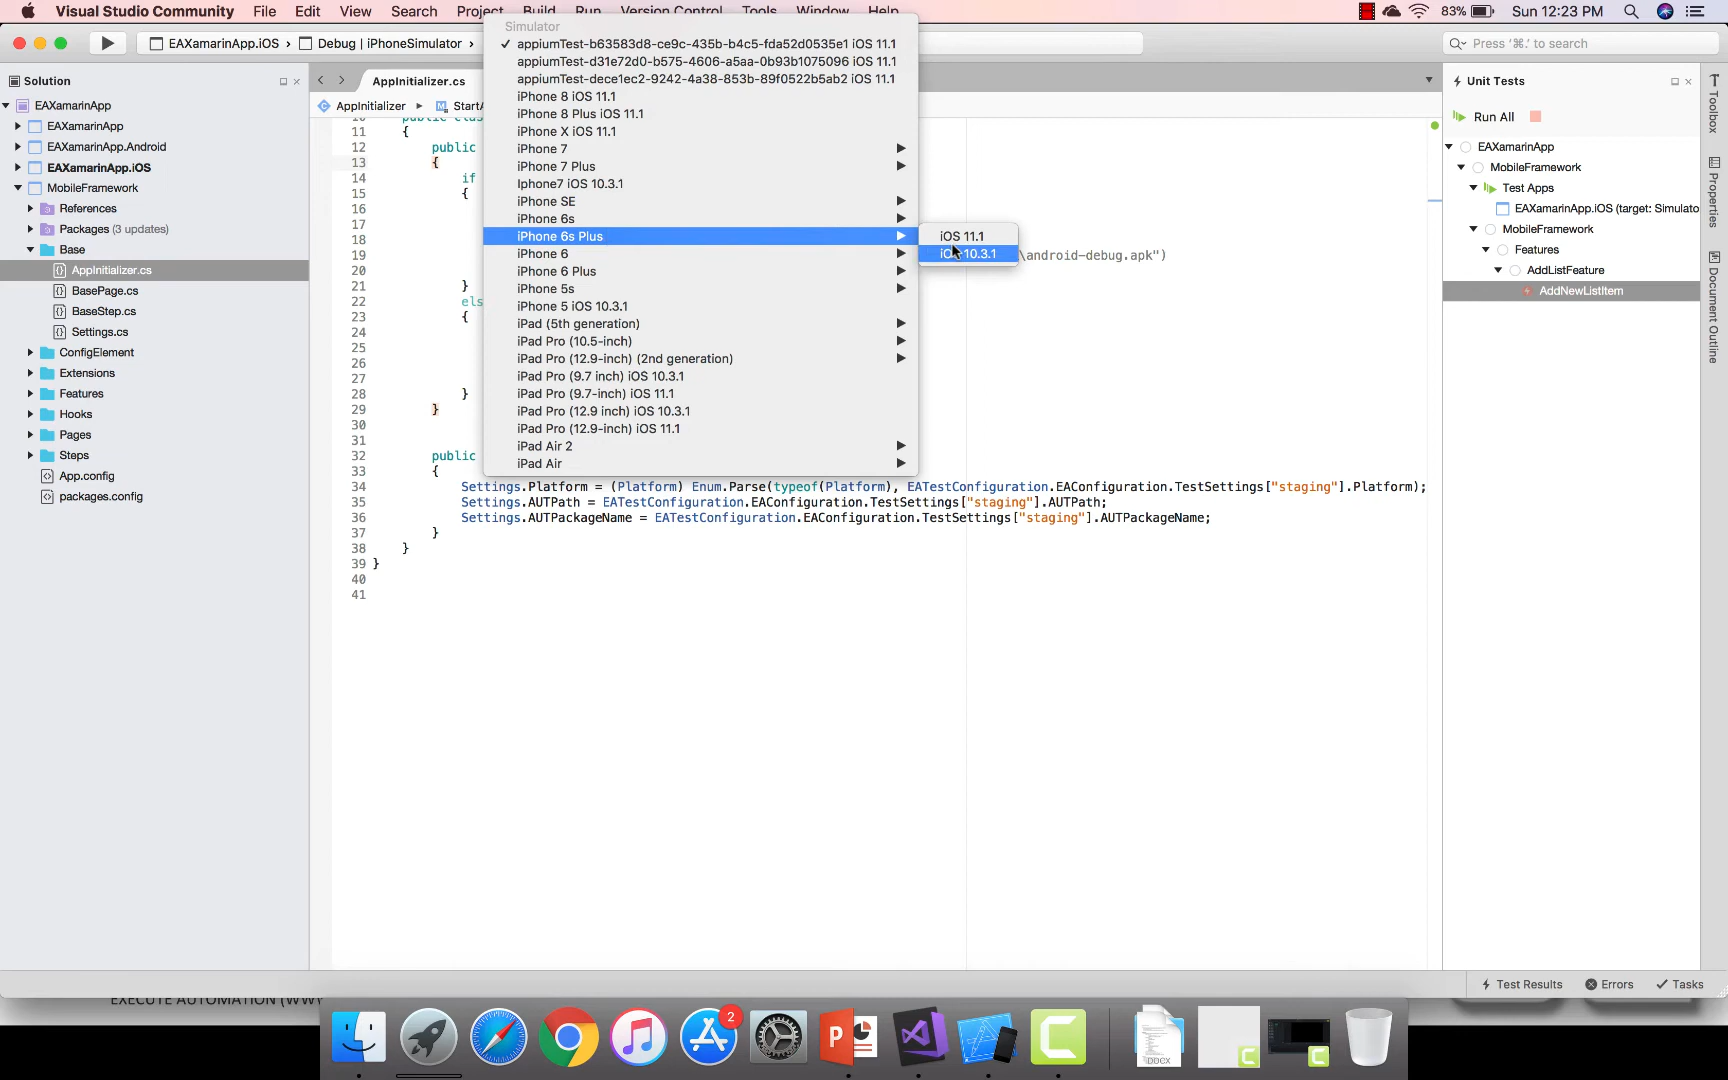 Visual Studio Community File Edit View Search Project Build Run Version Control Tools Window Help 83% Sun 12:23 PM
EAXamarinApp.iOS › Debug | iPhoneSimulator › Press '⌘.' to search
Simulator
✓ appiumTest-b63583d8-ce9c-435b-b4c5-fda52d0535e1 iOS 11.1
appiumTest-d31e72d0-b575-4606-a5aa-0b93b1075096 iOS 11.1
appiumTest-dece1ec2-9242-4a38-853b-89f0522b5ab2 iOS 11.1
iPhone 8 iOS 11.1
iPhone 8 Plus iOS 11.1
iPhone X iOS 11.1
iPhone 7
iPhone 7 Plus
Iphone7 iOS 10.3.1
iPhone SE
iPhone 6s
iPhone 6s Plus
iPhone 6
iPhone 6 Plus
iPhone 5s
iPhone 5 iOS 10.3.1
iPad (5th generation)
iPad Pro (10.5-inch)
iPad Pro (12.9-inch) (2nd generation)
iPad Pro (9.7 inch) iOS 10.3.1
iPad Pro (9.7-inch) iOS 11.1
iPad Pro (12.9 inch) iOS 10.3.1
iPad Pro (12.9-inch) iOS 11.1
iPad Air 2
iPad Air
iOS 11.1
10.3.1
Solution
EAXamarinApp
EAXamarinApp
EAXamarinApp.Android
EAXamarinApp.iOS
MobileFramework
References
Packages (3 updates)
Base
AppInitializer.cs
BasePage.cs
BaseStep.cs
Settings.cs
ConfigElement
Extensions
Features
Hooks
Pages
Steps
App.config
packages.config
AppInitializer.cs
AppInitializer ▸ M
10 public
11 {
12 public
13 {
14 if
15 {
16
17
18
19 \android-debug.apk")
20
21 }
22
23 {
24
25
26
27
28 }
29 }
30
31
32 public
33 {
34 Settings.Platform = (Platform) Enum.Parse(typeof(Platform), EATestConfiguration.EAConfiguration.TestSettings["staging"].Platform);
35 Settings.AUTPath = EATestConfiguration.EAConfiguration.TestSettings["staging"].AUTPath;
36 Settings.AUTPackageName = EATestConfiguration.EAConfiguration.TestSettings["staging"].AUTPackageName;
37 }
38 }
39 }
40
41
Unit Tests
Run All
EAXamarinApp
MobileFramework
Test Apps
EAXamarinApp.iOS (target: Simulato
MobileFramework
Features
AddListFeature
AddNewListItem
Toolbox
Properties
Document Outline
Test Results Errors Tasks
EXECUTE AUTOMATION
2
P
DOCX
C